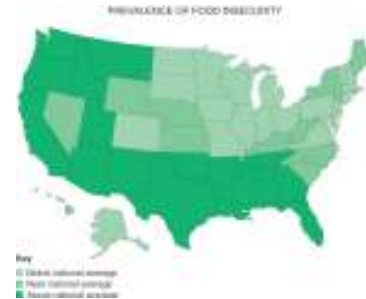 PREVALENCE OF FOOD INSECURITY
Key
Below national average
Near national average
Above national average